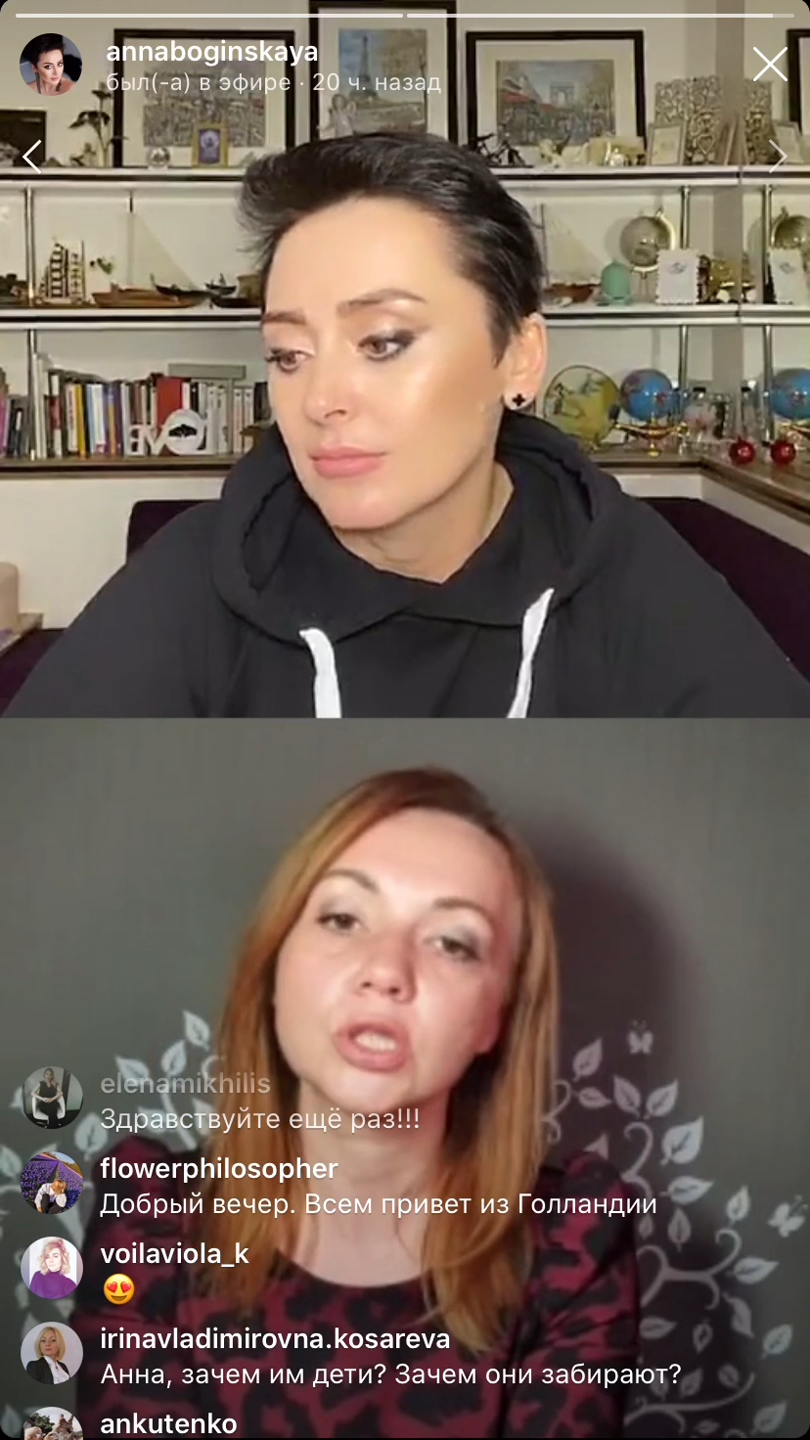 annaboginskaya
был(-а) в эфире · 20 ч. назад
LOVE
elenamikhilis
Здравствуйте ещё раз!!!
flowerphilosopher
Добрый вечер. Всем привет из Голландии
voilaviola_k
😍
irinavladimirovna.kosareva
Анна, зачем им дети? Зачем они забирают?
ankutenko